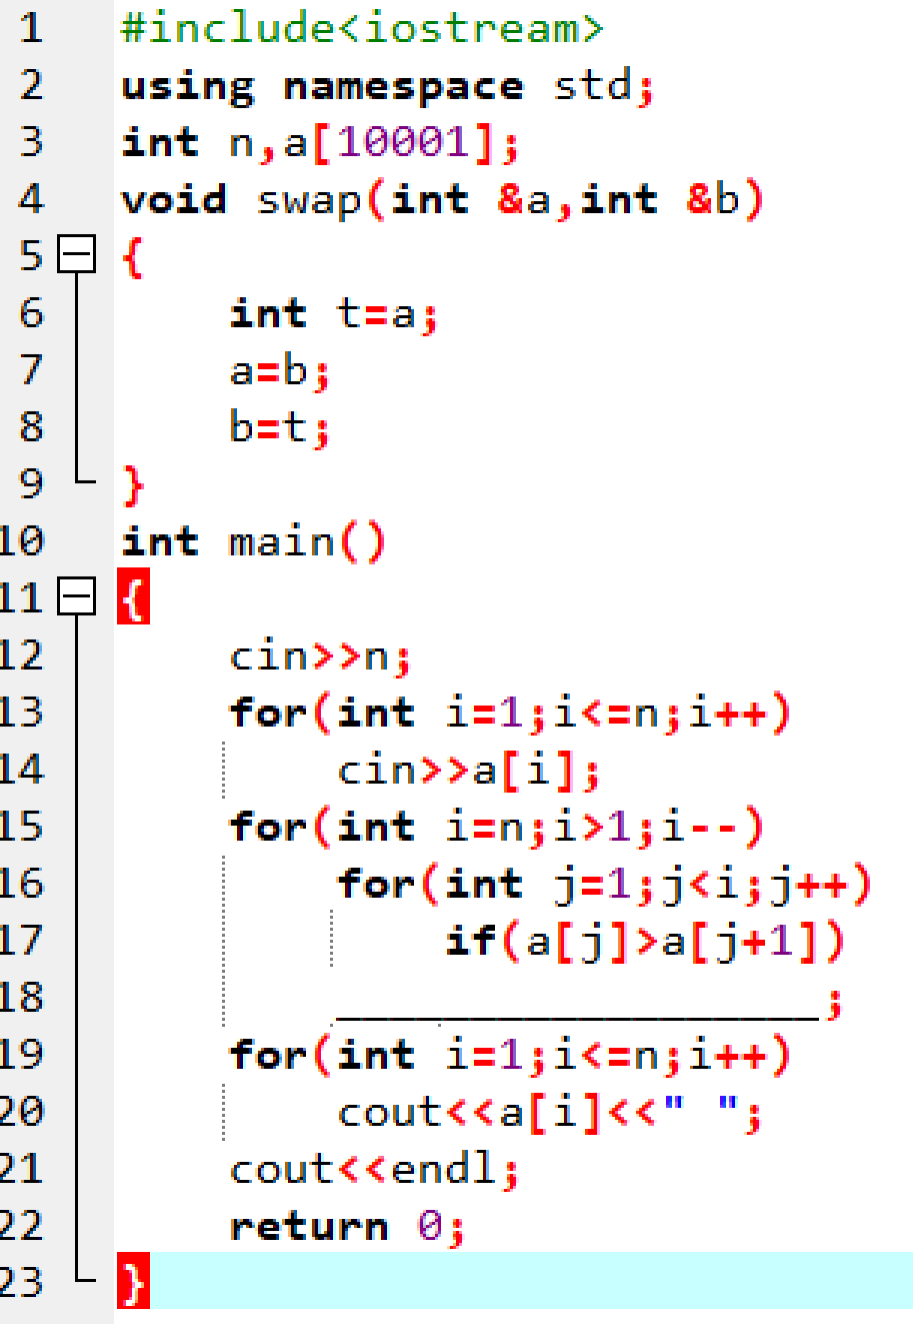 1 #include<iostream>
2 using namespace std;
3 int n,a[10001];
4 void swap(int &a,int &b)
5 {
6 int t=a;
7 a=b;
8 b=t;
9 }
10 int main()
11 {
12 cin>>n;
13 for(int i=1;i<=n;i++)
14 cin>>a[i];
15 for(int i=n;i>1;i--)
16 for(int j=1;j<i;j++)
17 if(a[j]>a[j+1])
18 __________________;
19 for(int i=1;i<=n;i++)
20 cout<<a[i]<<" ";
21 cout<<endl;
22 return 0;
23 }